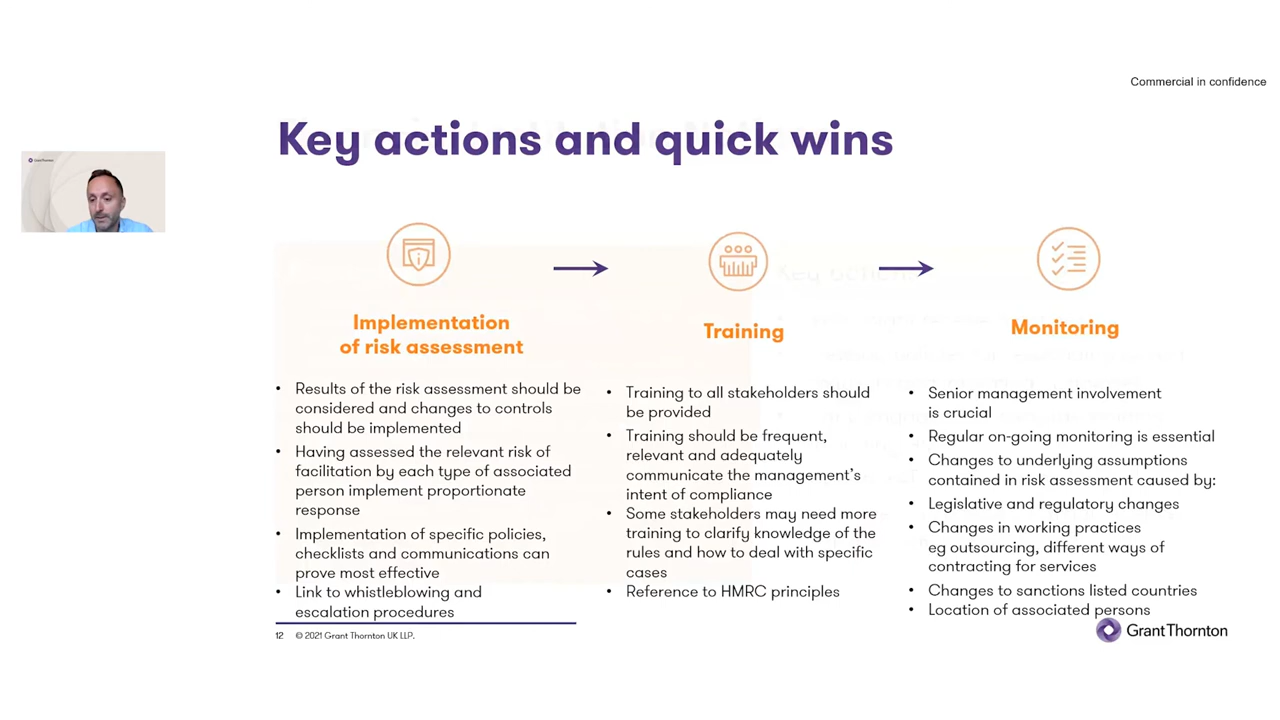 Commercial in confidence
Key actions and quick wins
GrantThornton
Implementation
of risk assessment
• Results of the risk assessment should be
considered and changes to controls
should be implemented
• Having assessed the relevant risk of
facilitation by each type of associated
person implement proportionate
response
• Implementation of specific policies,
checklists and communications can
prove most effective
• Link to whistleblowing and
escalation procedures
Training
• Training to all stakeholders should
be provided
• Training should be frequent,
relevant and adequately
communicate the management's
intent of compliance
• Some stakeholders may need more
training to clarify knowledge of the
rules and how to deal with specific
cases
• Reference to HMRC principles
Monitoring
• Senior management involvement
is crucial
• Regular on-going monitoring is essential
• Changes to underlying assumptions
contained in risk assessment caused by:
• Legislative and regulatory changes
• Changes in working practices
eg outsourcing, different ways of
contracting for services
• Changes to sanctions listed countries
• Location of associated persons
12 © 2021 Grant Thornton UK LLP.
GrantThornton